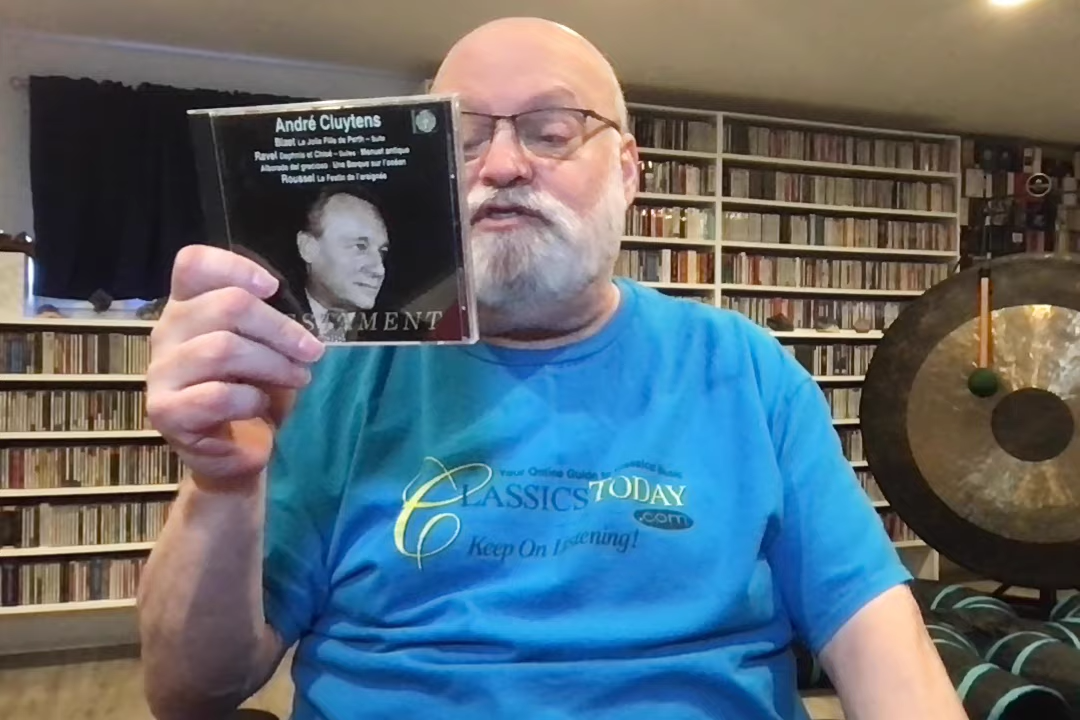 André Cluytens
Bizet La Jolie Fille de Perth – Suite
Ravel Daphnis et Chloé – Suites · Menuet antique
Alborada del gracioso · Une Barque sur l'océan
Roussel Le Festin de l'araignée
TESTAMENT
Your Online Guide to Classical Music
CLASSICSTODAY
.com
Keep On Listening!